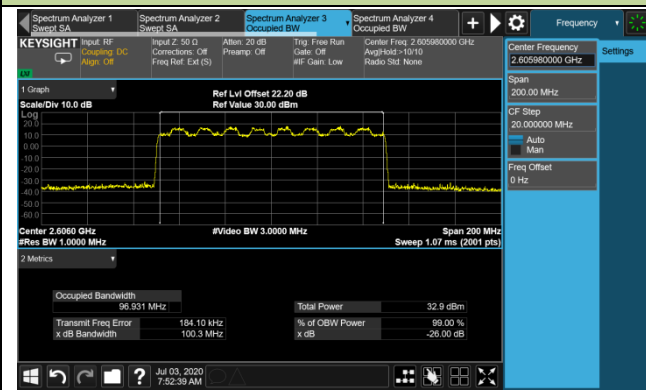 Spectrum Analyzer 1
Swept SA
Spectrum Analyzer 2
Swept SA
Spectrum Analyzer 3
Occupied BW
Spectrum Analyzer 4
Occupied BW
+
Frequency
KEYSIGHT
Input: RF
Coupling: DC
Align: Off
Input Z: 50 Ω
Corrections: Off
Freq Ref: Ext (S)
Atten: 20 dB
Preamp: Off
Trig: Free Run
Gate: Off
#IF Gain: Low
Center Freq: 2.605980000 GHz
Avg|Hold:>10/10
Radio Std: None
Center Frequency
2.605980000 GHz
Settings
Span
200.00 MHz
CF Step
20.000000 MHz
Auto
Man
Freq Offset
0 Hz
1 Graph
Scale/Div 10.0 dB
Ref Lvl Offset 22.20 dB
Ref Value 30.00 dBm
Log
20.0
10.0
0.00
-10.0
-20.0
-30.0
-40.0
-50.0
-60.0
Center 2.6060 GHz
#Res BW 1.0000 MHz
#Video BW 3.0000 MHz
Span 200 MHz
Sweep 1.07 ms (2001 pts)
2 Metrics
Occupied Bandwidth
96.931 MHz
Total Power 32.9 dBm
Transmit Freq Error 184.10 kHz
% of OBW Power 99.00 %
x dB Bandwidth 100.3 MHz
x dB -26.00 dB
?
Jul 03, 2020
7:52:39 AM